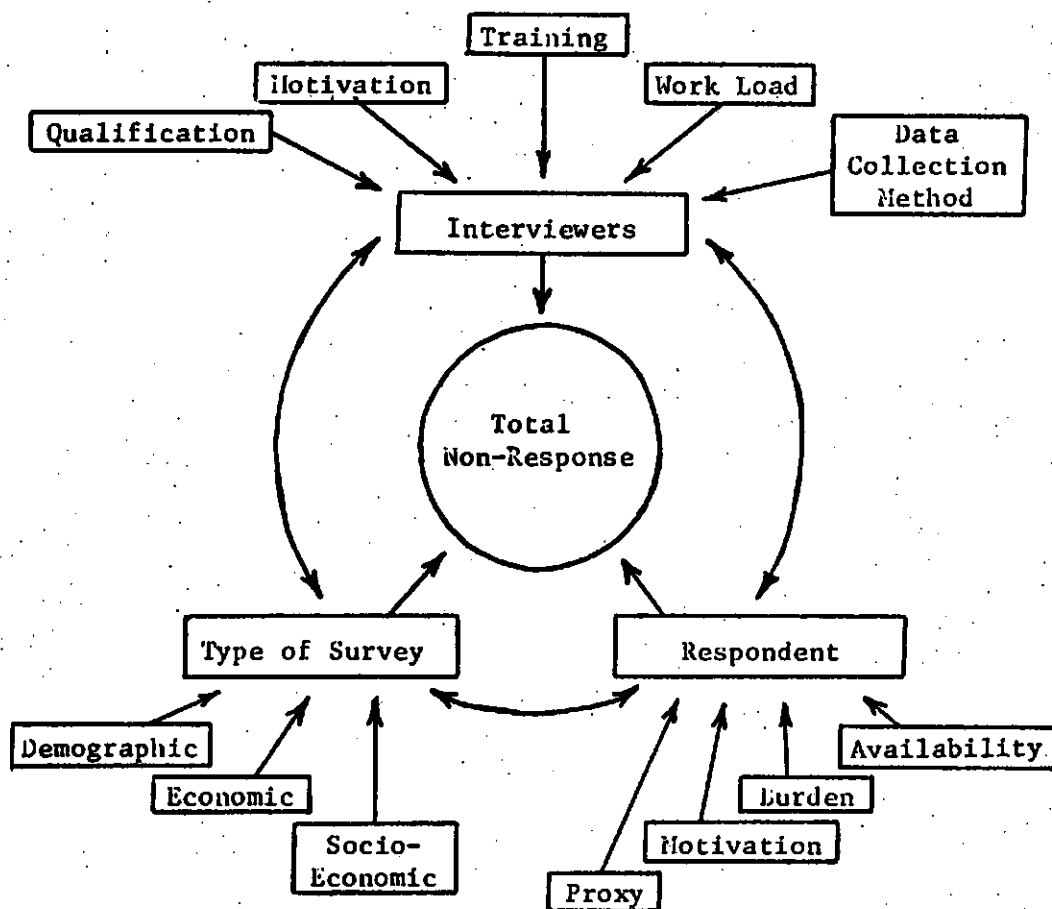 Training
Motivation
Work Load
Qualification
Data
Collection
Method
Interviewers
Total
Non-Response
Type of Survey
Respondent
Demographic
Availability
Economic
Burden
Socio-
Economic
Motivation
Proxy